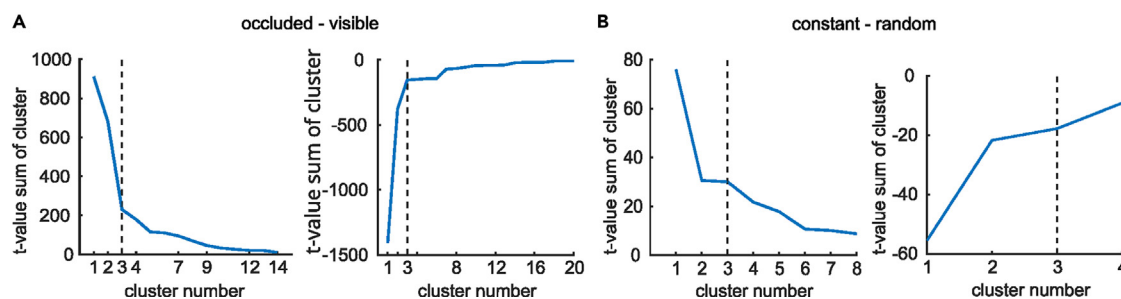 A
occluded - visible
B
constant - random
t-value sum of cluster
1000
800
600
400
200
0
1 2 3 4 7 9 12 14
cluster number
t-value sum of cluster
0
-500
-1000
-1500
1 3 8 12 16 20
cluster number
t-value sum of cluster
80
60
40
20
0
1 2 3 4 5 6 7 8
cluster number
t-value sum of cluster
0
-20
-40
-60
1 2 3 4
cluster number